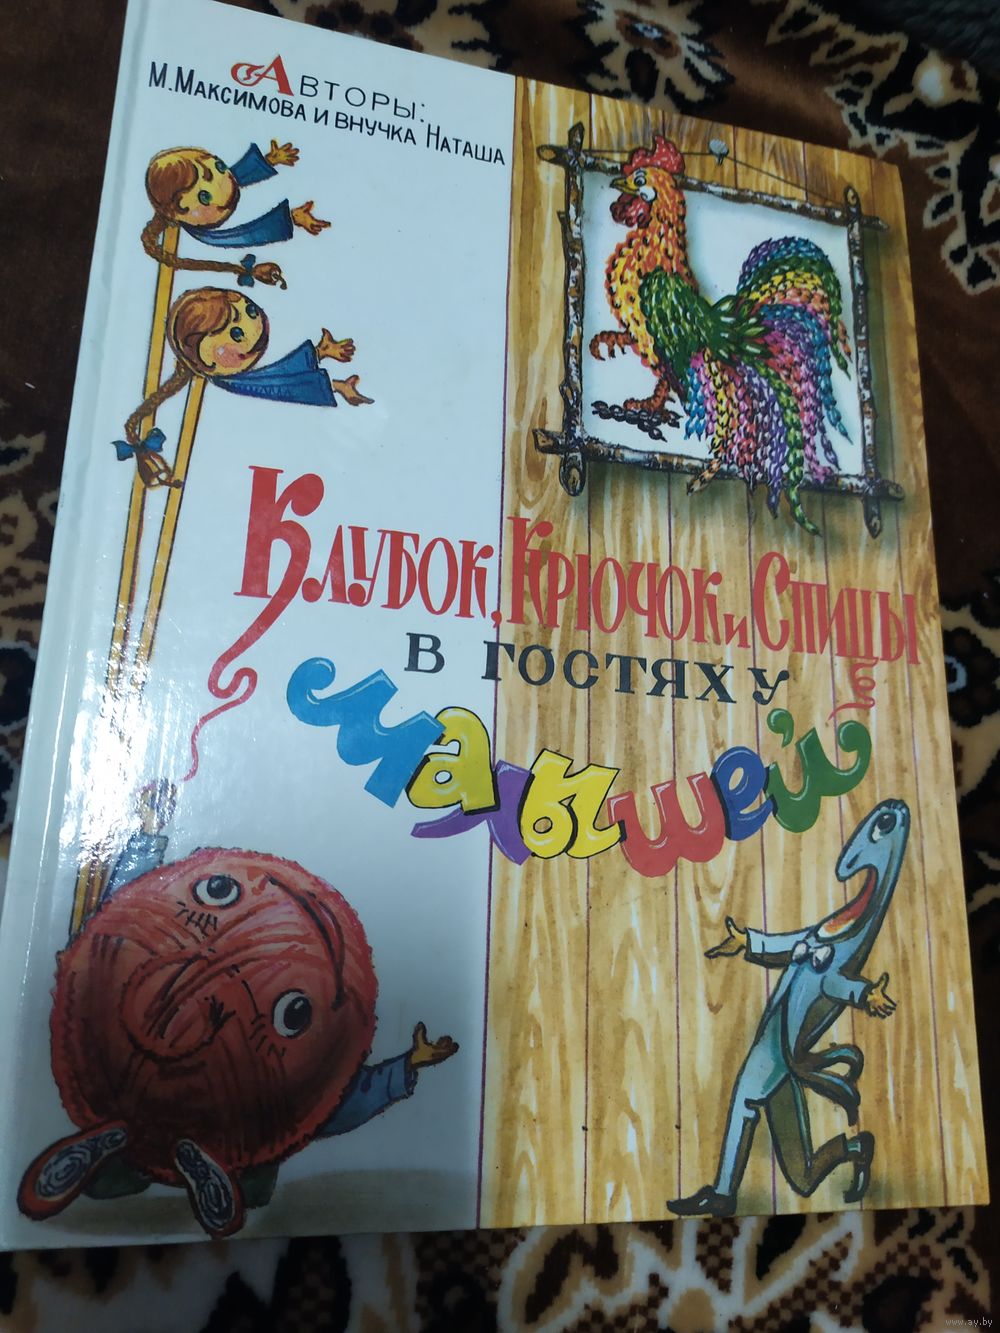 Авторы:
М. Максимова и внучка Наташа
Клубок, Крючок и Спицы
в гостях у
малышей
www.ay.by